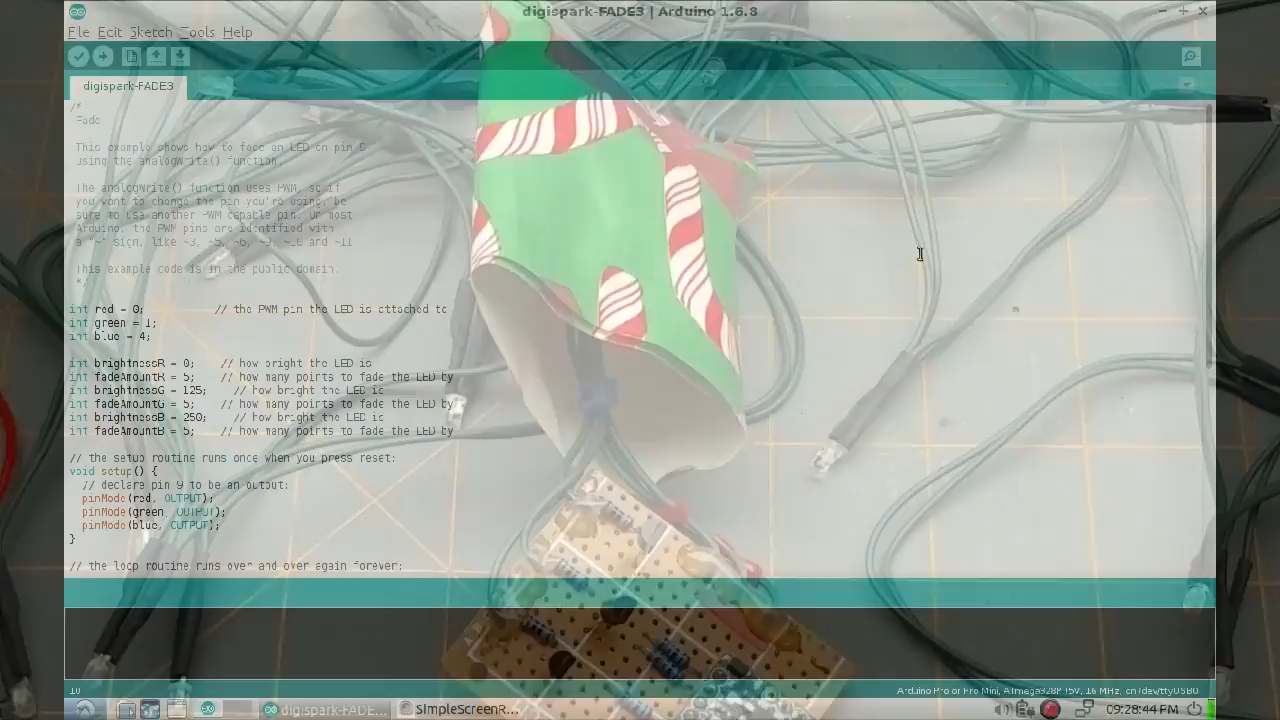 digispark-FADE3 | Arduino 1.6.8
File Edit Sketch Tools Help
digispark-FADE3
/*
Fade
This example shows how to fade an LED on pin 9
using the analogWrite() function.
The analogWrite() function uses PWM, so if
you want to change the pin you're using, be
sure to use another PWM capable pin. On most
Arduino, the PWM pins are identified with
a "~" sign, like ~3, ~5, ~6, ~9, ~10 and ~11
This example code is in the public domain.
*/
int red = 0; // the PWM pin the LED is attached to
int green = 1;
int blue = 4;
int brightnessR = 0; // how bright the LED is
int fadeAmountR = 5; // how many points to fade the LED by
int brightnessG = 125; // how bright the LED is
int fadeAmountG = 5; // how many points to fade the LED by
int brightnessB = 250; // how bright the LED is
int fadeAmountB = 5; // how many points to fade the LED by
// the setup routine runs once when you press reset:
void setup() {
// declare pin 9 to be an output:
pinMode(red, OUTPUT);
pinMode(green, OUTPUT);
pinMode(blue, OUTPUT);
}
// the loop routine runs over and over again forever:
10
Arduino Pro or Pro Mini, ATmega328P (5V, 16 MHz) on /dev/ttyUSB0
digispark-FADE...
SimpleScreenR...
09:28:44 PM